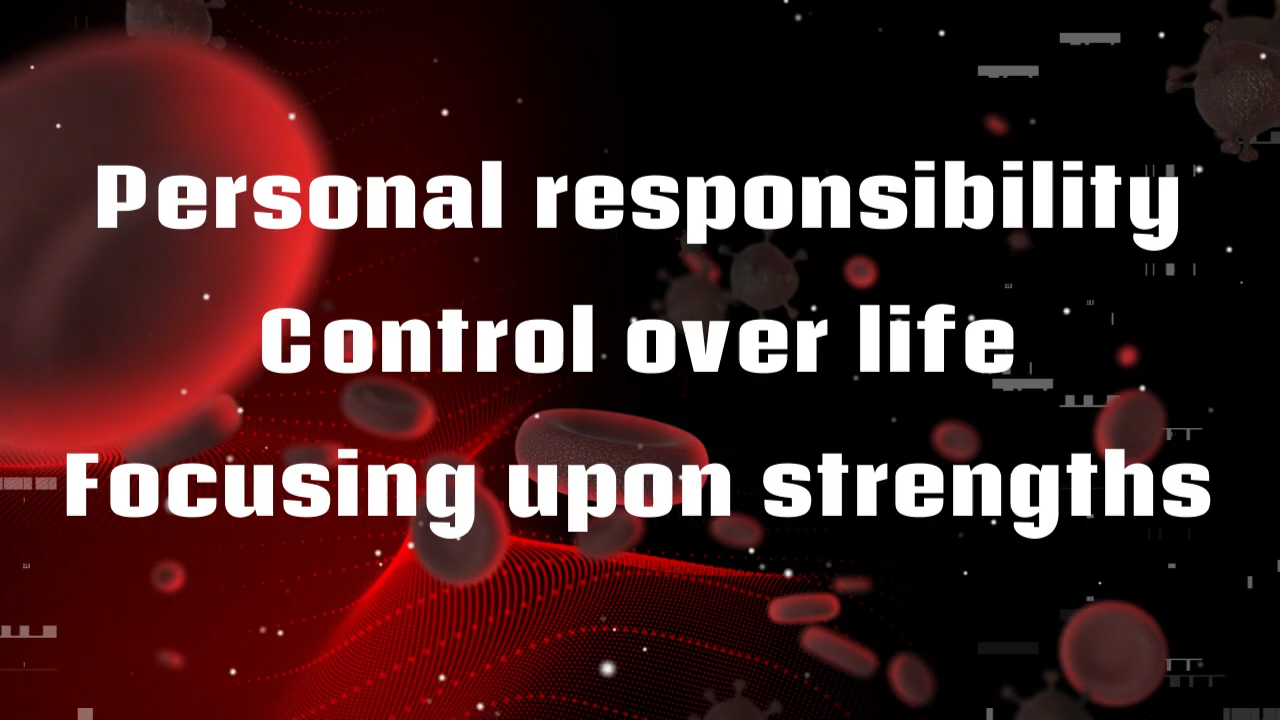 Personal responsibility
Control over life
Focusing upon strengths